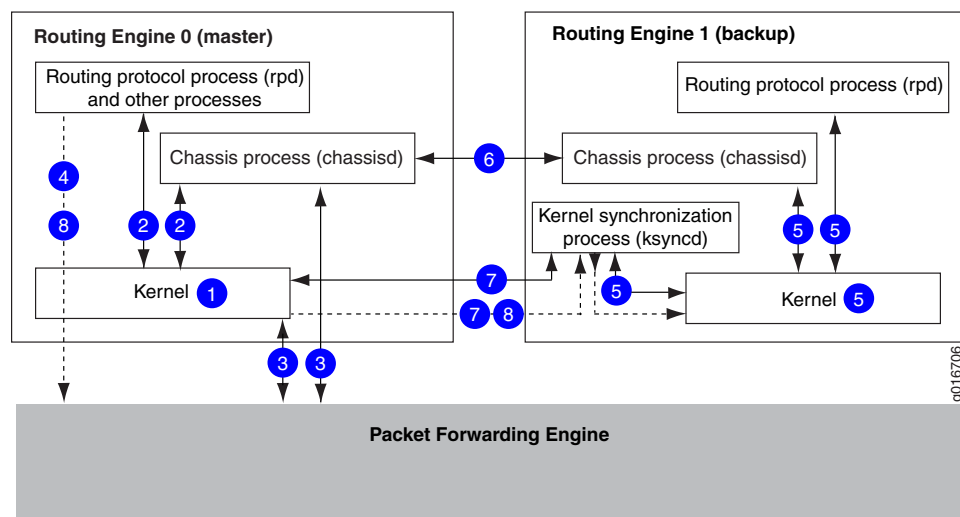 Routing Engine 0 (master)
Routing protocol process (rpd)
and other processes
Chassis process (chassisd)
4
8
2
2
Kernel 1
3
3
6
7
7 8
Routing Engine 1 (backup)
Routing protocol process (rpd)
Chassis process (chassisd)
Kernel synchronization
process (ksyncd)
5
5
5
Kernel 5
g016706
Packet Forwarding Engine